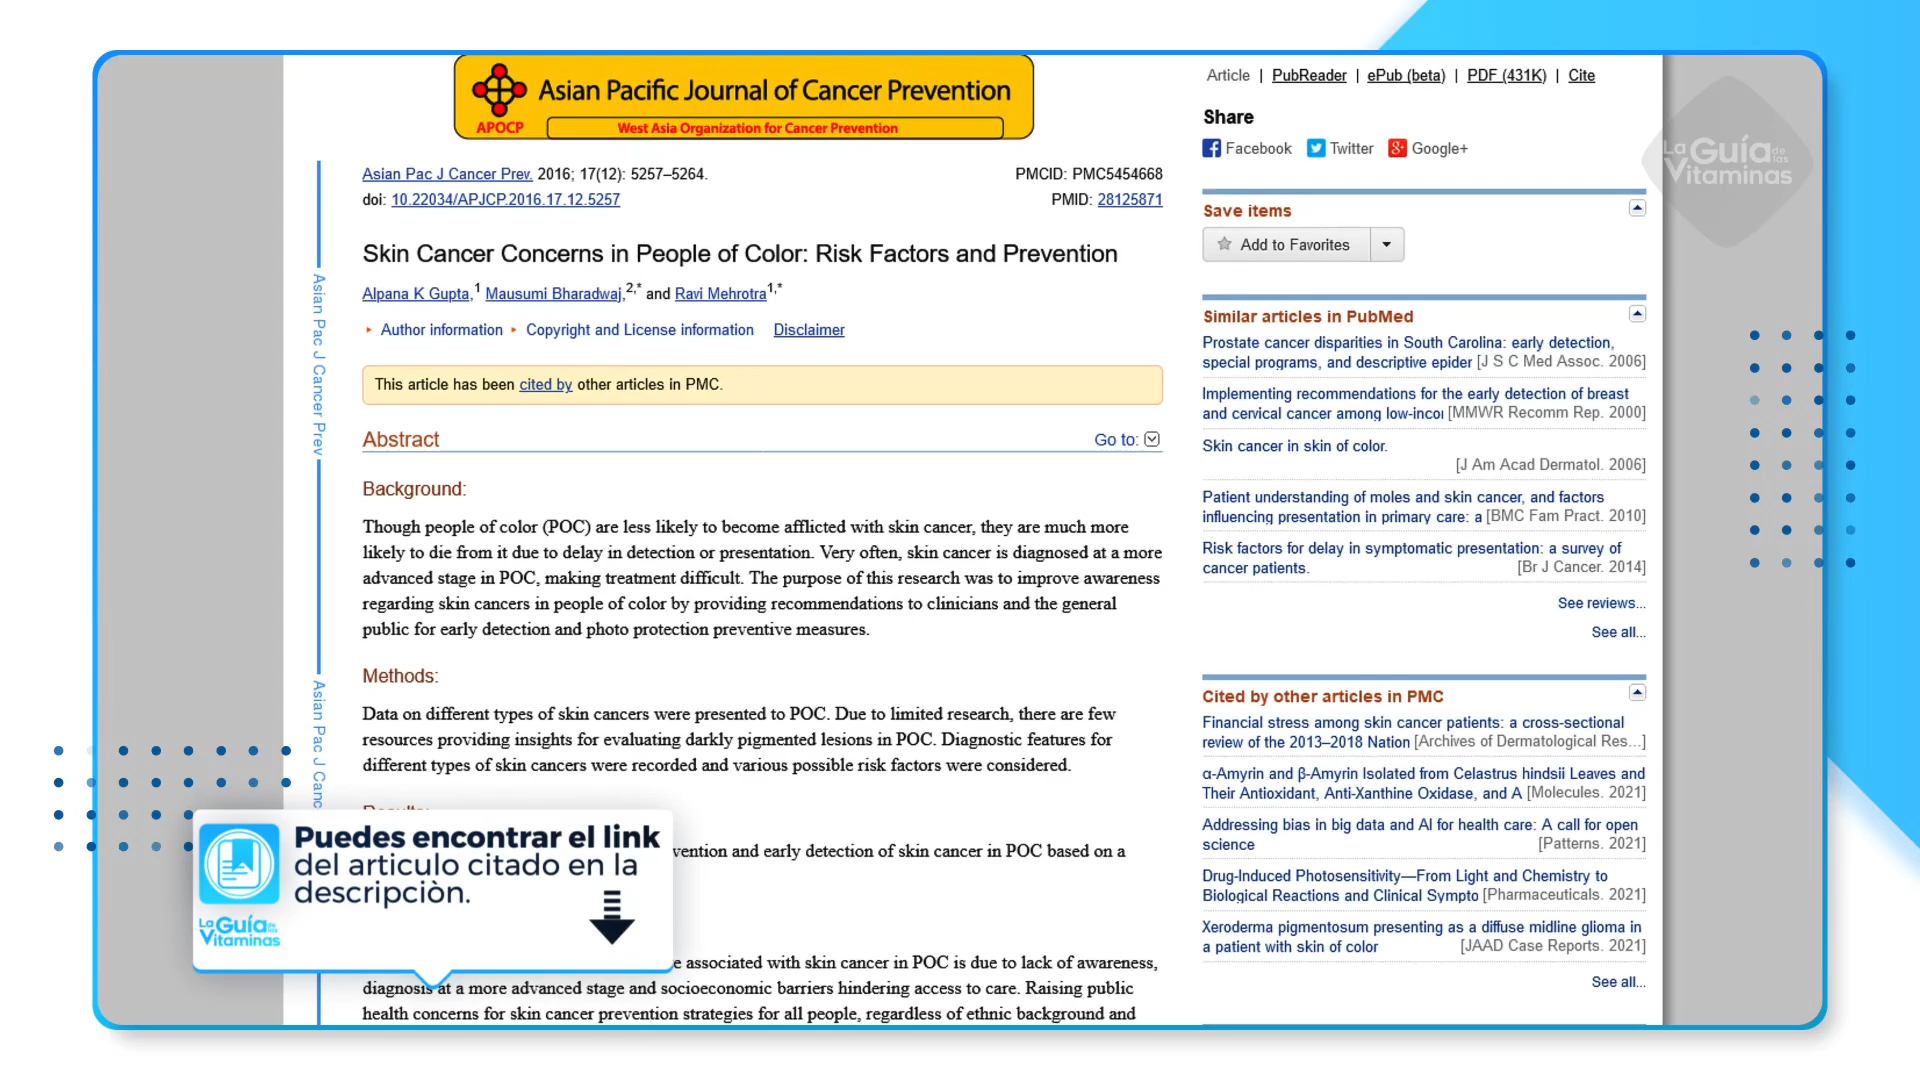 Asian Pacific Journal of Cancer Prevention
APOCP
West Asia Organization for Cancer Prevention
Asian Pac J Cancer Prev. 2016; 17(12): 5257–5264.
PMCID: PMC5454668
doi: 10.22034/APJCP.2016.17.12.5257
PMID: 28125871
Skin Cancer Concerns in People of Color: Risk Factors and Prevention
Alpana K Gupta,1 Mausumi Bharadwaj,2,* and Ravi Mehrotra1,*
Author information Copyright and License information Disclaimer
This article has been cited by other articles in PMC.
Abstract
Go to:
Background:
Though people of color (POC) are less likely to become afflicted with skin cancer, they are much more
likely to die from it due to delay in detection or presentation. Very often, skin cancer is diagnosed at a more
advanced stage in POC, making treatment difficult. The purpose of this research was to improve awareness
regarding skin cancers in people of color by providing recommendations to clinicians and the general
public for early detection and photo protection preventive measures.
Methods:
Data on different types of skin cancers were presented to POC. Due to limited research, there are few
resources providing insights for evaluating darkly pigmented lesions in POC. Diagnostic features for
different types of skin cancers were recorded and various possible risk factors were considered.
vention and early detection of skin cancer in POC based on a
e associated with skin cancer in POC is due to lack of awareness,
diagnosis at a more advanced stage and socioeconomic barriers hindering access to care. Raising public
health concerns for skin cancer prevention strategies for all people, regardless of ethnic background and
Asian Pac J Cancer Prev
Asian Pac J Canc
Puedes encontrar el link
del articulo citado en la
descripciòn.
La Guía de las
Vitaminas
Article | PubReader | ePub (beta) | PDF (431K) | Cite
Share
Facebook Twitter Google+
Save items
Add to Favorites
Similar articles in PubMed
Prostate cancer disparities in South Carolina: early detection,
special programs, and descriptive epider [J S C Med Assoc. 2006]
Implementing recommendations for the early detection of breast
and cervical cancer among low-incoi [MMWR Recomm Rep. 2000]
Skin cancer in skin of color.
[J Am Acad Dermatol. 2006]
Patient understanding of moles and skin cancer, and factors
influencing presentation in primary care: a [BMC Fam Pract. 2010]
Risk factors for delay in symptomatic presentation: a survey of
cancer patients. [Br J Cancer. 2014]
See reviews...
See all...
Cited by other articles in PMC
Financial stress among skin cancer patients: a cross-sectional
review of the 2013–2018 Nation [Archives of Dermatological Res...]
α-Amyrin and β-Amyrin Isolated from Celastrus hindsii Leaves and
Their Antioxidant, Anti-Xanthine Oxidase, and A [Molecules. 2021]
Addressing bias in big data and AI for health care: A call for open
science [Patterns. 2021]
Drug-Induced Photosensitivity—From Light and Chemistry to
Biological Reactions and Clinical Sympto [Pharmaceuticals. 2021]
Xeroderma pigmentosum presenting as a diffuse midline glioma in
a patient with skin of color [JAAD Case Reports. 2021]
See all...
La Guía de las
Vitaminas